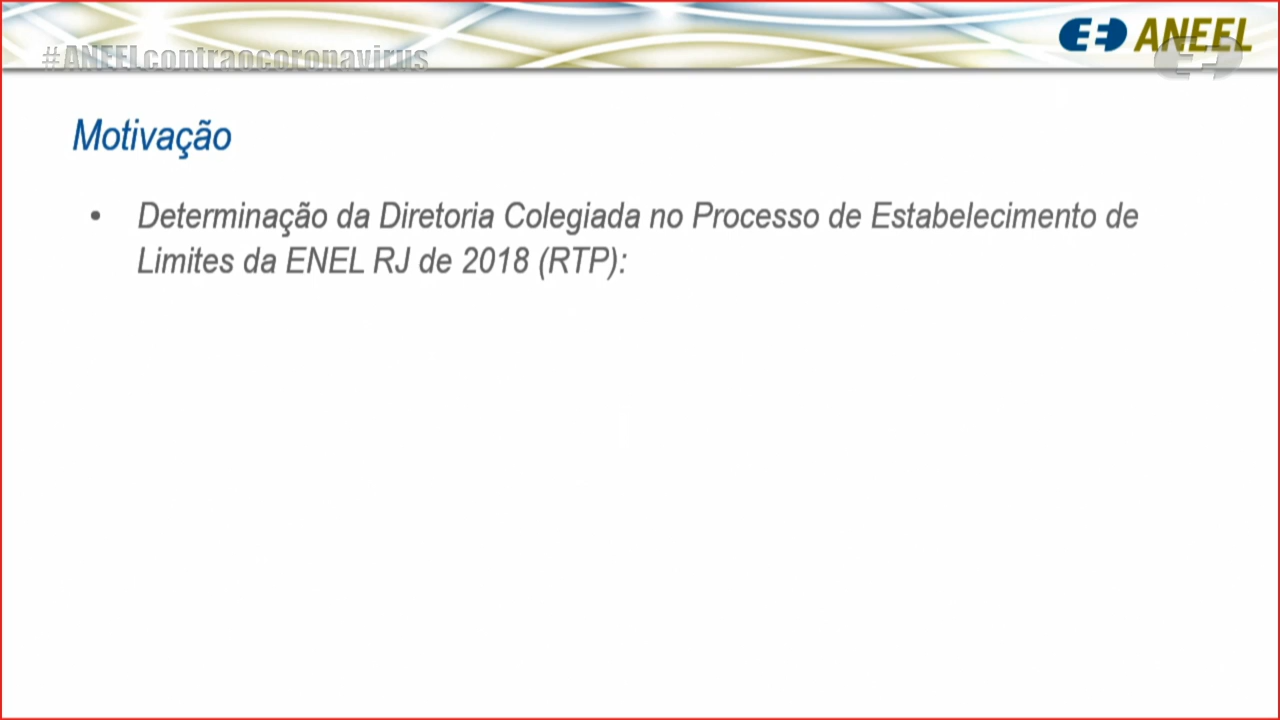 #ANEELcontraocoronavirus
ANEEL
Motivação
• Determinação da Diretoria Colegiada no Processo de Estabelecimento de
Limites da ENEL RJ de 2018 (RTP):